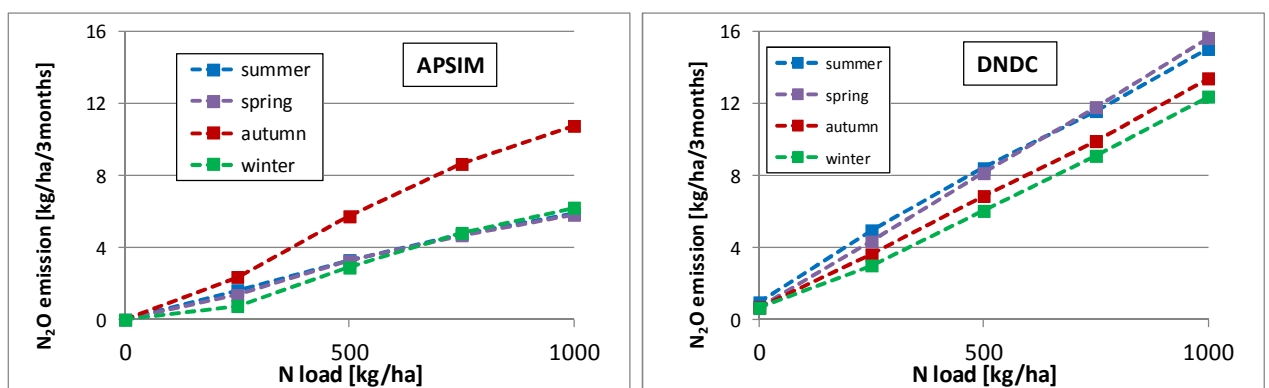 N₂O emission [kg/ha/3months]
16
12
8
4
0
summer
spring
autumn
winter
APSIM
0
500
1000
N load [kg/ha]
N₂O emission [kg/ha/3months]
16
12
8
4
0
summer
spring
autumn
winter
DNDC
0
500
1000
N load [kg/ha]